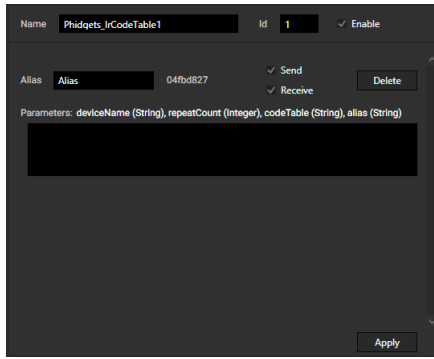 Name Phidgets_IrCodeTable1 Id 1 Enable
Send
Alias Alias 04fbd827 Delete
Receive
Parameters: deviceName (String), repeatCount (Integer), codeTable (String), alias (String)
Apply